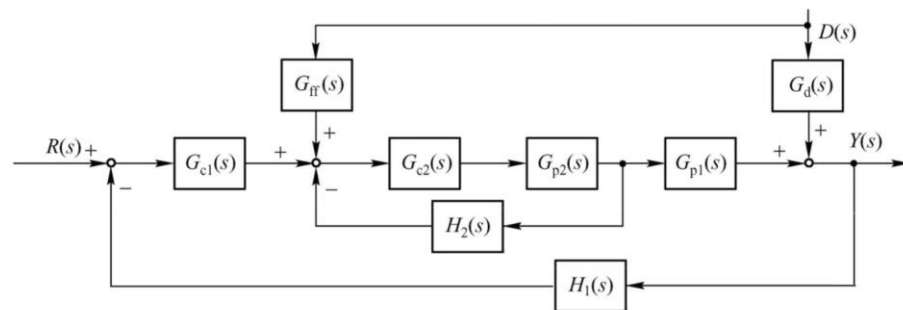 D(s)
G_ff(s)
G_d(s)
+
+
R(s) +
G_c1(s)
+
G_c2(s)
G_p2(s)
G_p1(s)
+
Y(s)
−
−
H_2(s)
H_1(s)